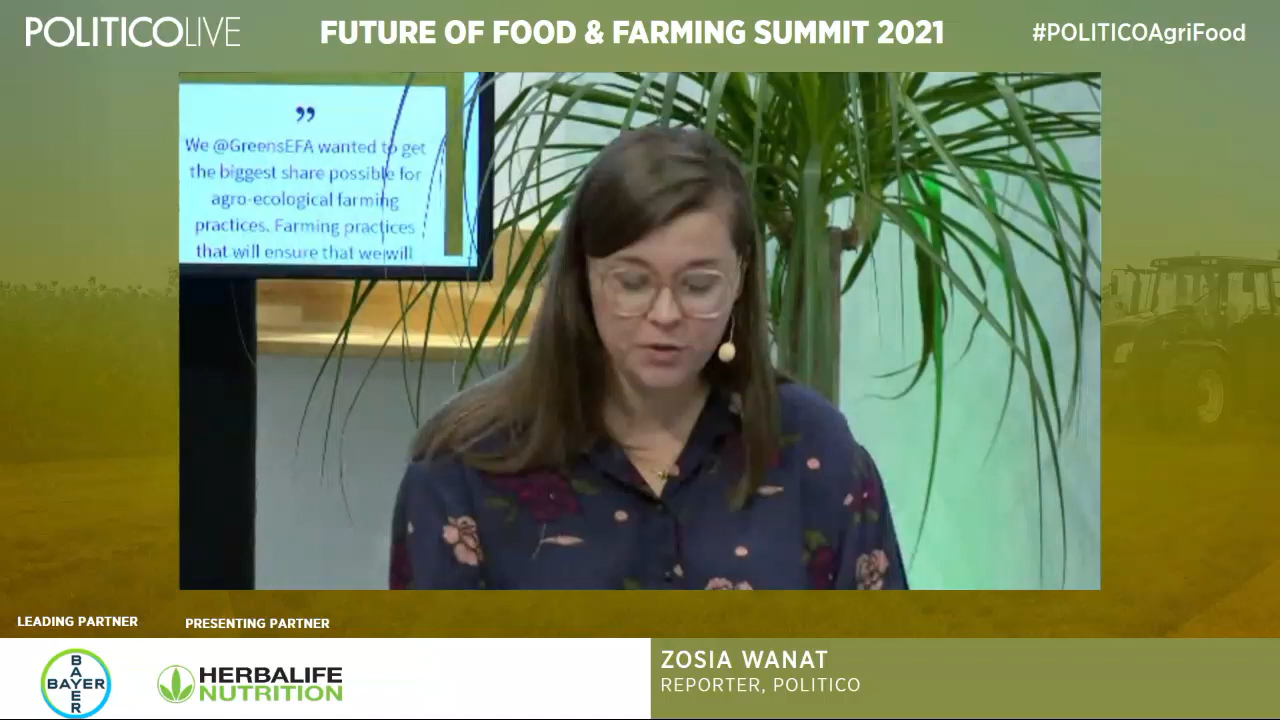 POLITICOLIVE
FUTURE OF FOOD & FARMING SUMMIT 2021
#POLITICOAgriFood
”
We @GreensEFA wanted to get
the biggest share possible for
agro-ecological farming
practices. Farming practices
that will ensure that we will
LEADING PARTNER
PRESENTING PARTNER
BAYER
BAYER
HERBALIFE
NUTRITION
ZOSIA WANAT
REPORTER, POLITICO